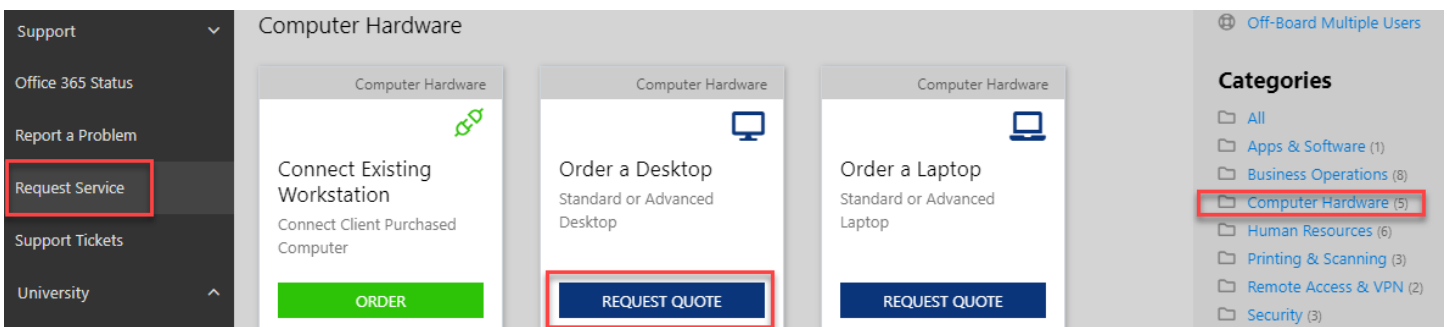 Support
Office 365 Status
Report a Problem
Request Service
Support Tickets
University
Computer Hardware
Computer Hardware
Connect Existing
Workstation
Connect Client Purchased
Computer
ORDER
Computer Hardware
Order a Desktop
Standard or Advanced
Desktop
REQUEST QUOTE
Computer Hardware
Order a Laptop
Standard or Advanced
Laptop
REQUEST QUOTE
Off-Board Multiple Users
Categories
All
Apps & Software (1)
Business Operations (8)
Computer Hardware (5)
Human Resources (6)
Printing & Scanning (3)
Remote Access & VPN (2)
Security (3)